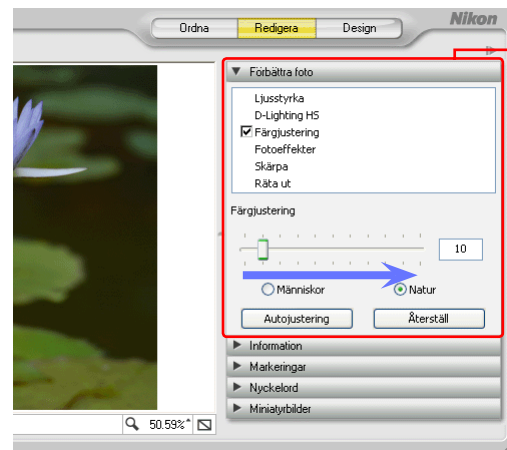 Nikon
Ordna Redigera Design
Förbättra foto
Ljusstyrka
D-Lighting HS
Färgjustering
Fotoeffekter
Skärpa
Räta ut
Färgjustering
10
Människor Natur
Autojustering Återställ
Information
Markeringar
Nyckelord
Miniatyrbilder
50.59%